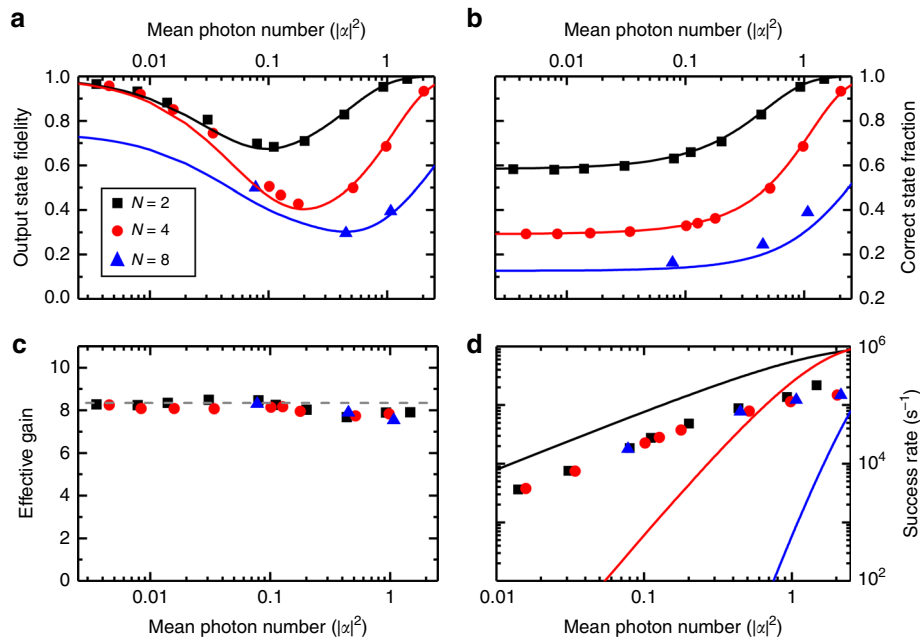 a
Mean photon number (|α|²)
0.01 0.1 1
Output state fidelity
1.0
0.8
0.6
0.4
0.2
0.0
N = 2
N = 4
N = 8
b
Mean photon number (|α|²)
0.01 0.1 1
1.0
0.8
0.6
0.4
0.2
Correct state fraction
c
Effective gain
10
8
6
4
2
0
0.01 0.1 1
Mean photon number (|α|²)
d
10⁶
10⁴
10²
Success rate (s⁻¹)
0.01 0.1 1
Mean photon number (|α|²)